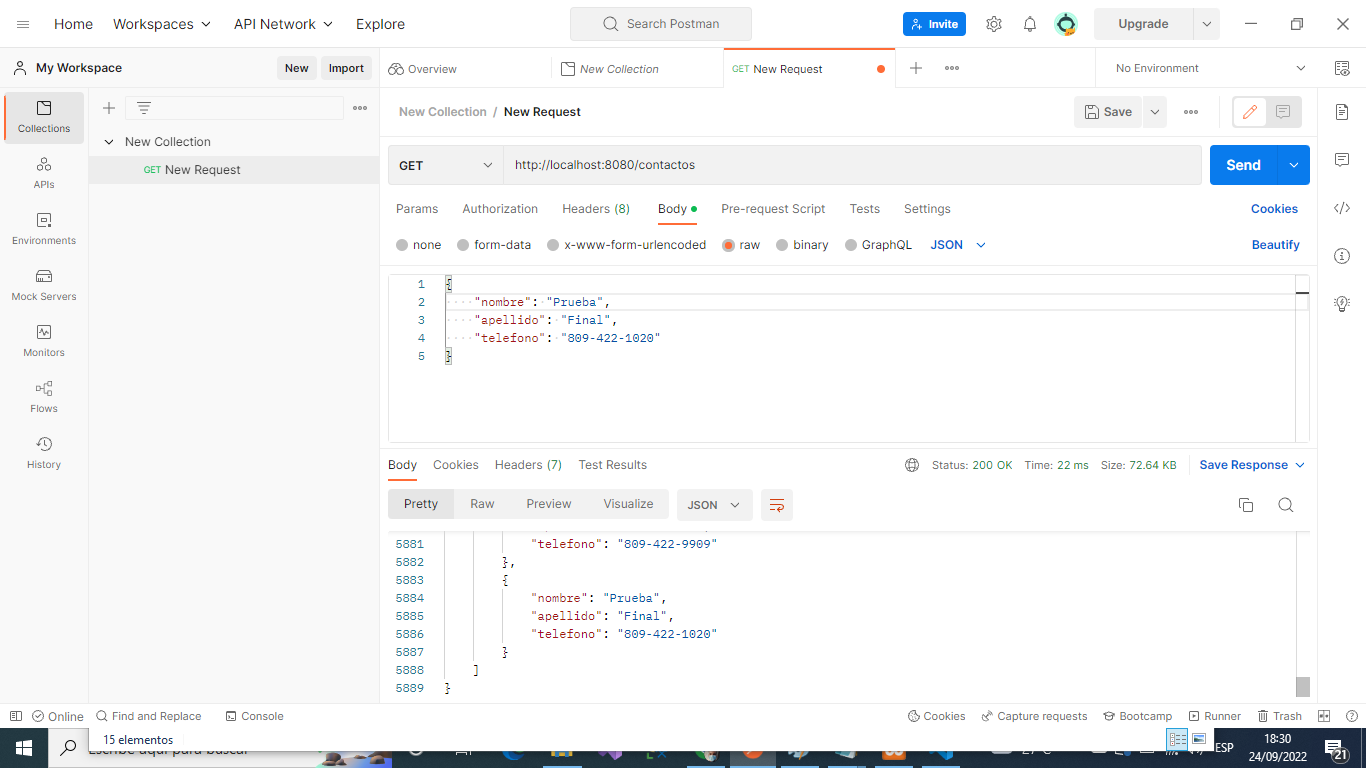 Home Workspaces API Network Explore Search Postman Invite Upgrade
My Workspace New Import Overview New Collection GET New Request No Environment
Collections
APIs
Environments
Mock Servers
Monitors
Flows
History
New Collection
GET New Request
New Collection / New Request Save
GET http://localhost:8080/contactos Send
Params Authorization Headers (8) Body Pre-request Script Tests Settings Cookies
none form-data x-www-form-urlencoded raw binary GraphQL JSON Beautify
1 {
2 "nombre": "Prueba",
3 "apellido": "Final",
4 "telefono": "809-422-1020"
5 }
Body Cookies Headers (7) Test Results Status: 200 OK Time: 22 ms Size: 72.64 KB Save Response
Pretty Raw Preview Visualize JSON
5881 "telefono": "809-422-9909"
5882 },
5883 {
5884 "nombre": "Prueba",
5885 "apellido": "Final",
5886 "telefono": "809-422-1020"
5887 }
5888 ]
5889 }
Online Find and Replace Console Cookies Capture requests Bootcamp Runner Trash
15 elementos
ESP
18:30
24/09/2022
21